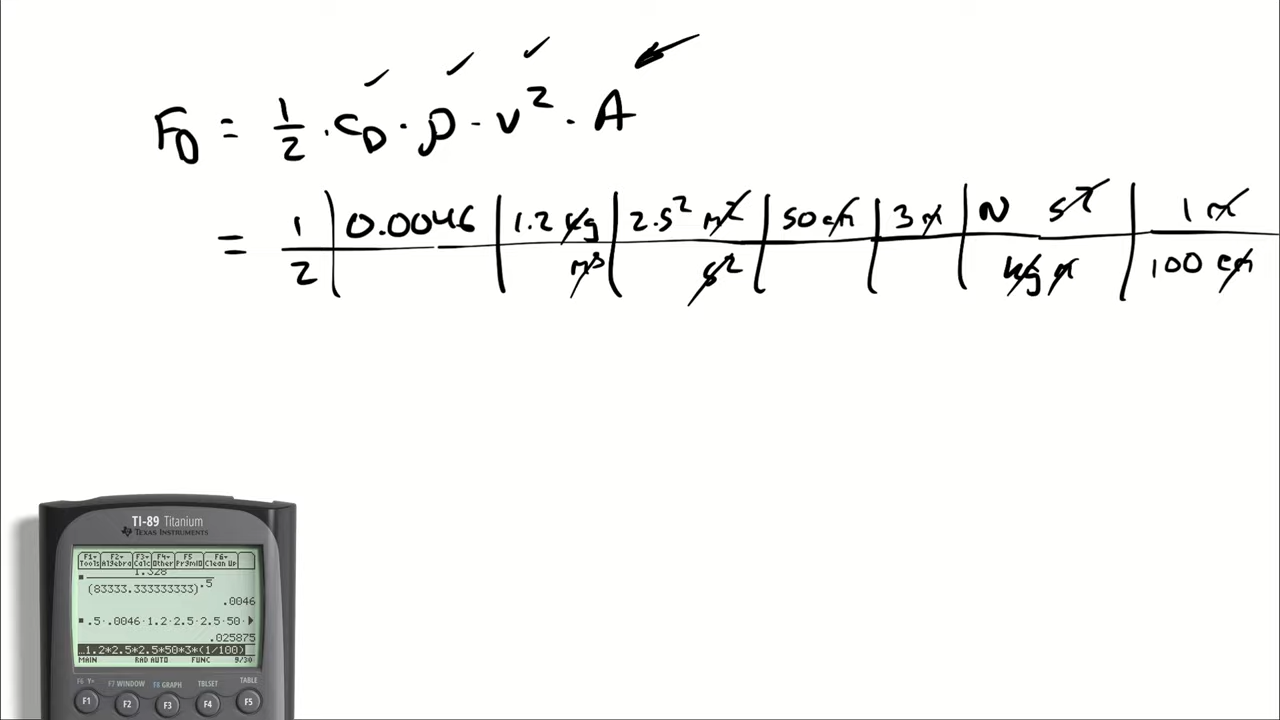 F_D = 1/2 · C_D · ρ · v² · A
= 1/2 | 0.0046 | 1.2 kg/m³ | 2.5² m²/s² | 50 cm | 3 m | N s²/kg m | 1 m/100 cm
TI-89 Titanium
TEXAS INSTRUMENTS
F1 Tools F2 Algebra F3 Calc F4 Other F5 PrgmIO F6 Clean Up
1.328
(83333.333333333)^.5
.0046
.5·.0046·1.2·2.5·2.5·50·
.025875
…1.2*2.5*2.5*50*3*(1/100)
MAIN RAD AUTO FUNC 9/30
F6 Y= F7 WINDOW F8 GRAPH TBLSET TABLE
F1 F2 F3 F4 F5